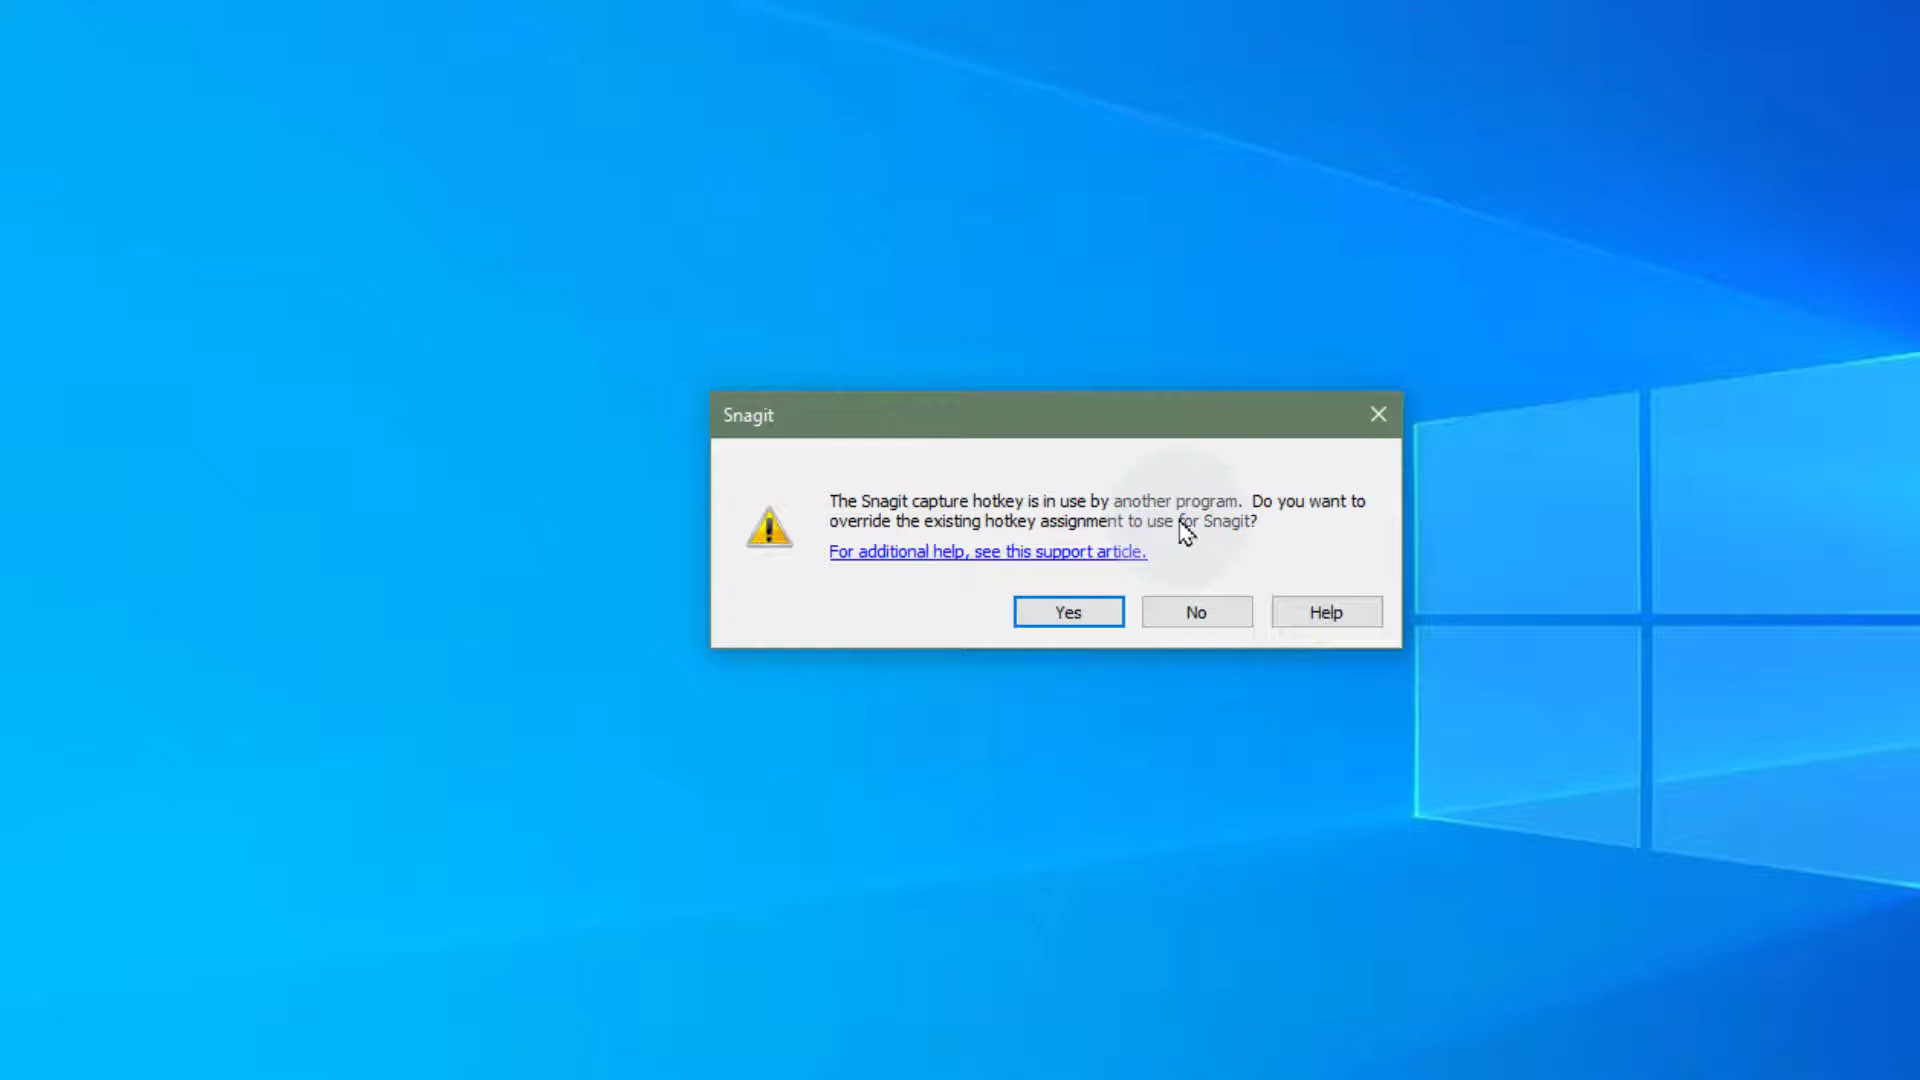 Snagit
The Snagit capture hotkey is in use by another program.  Do you want to
override the existing hotkey assignment to use for Snagit?
For additional help, see this support article.
Yes
No
Help